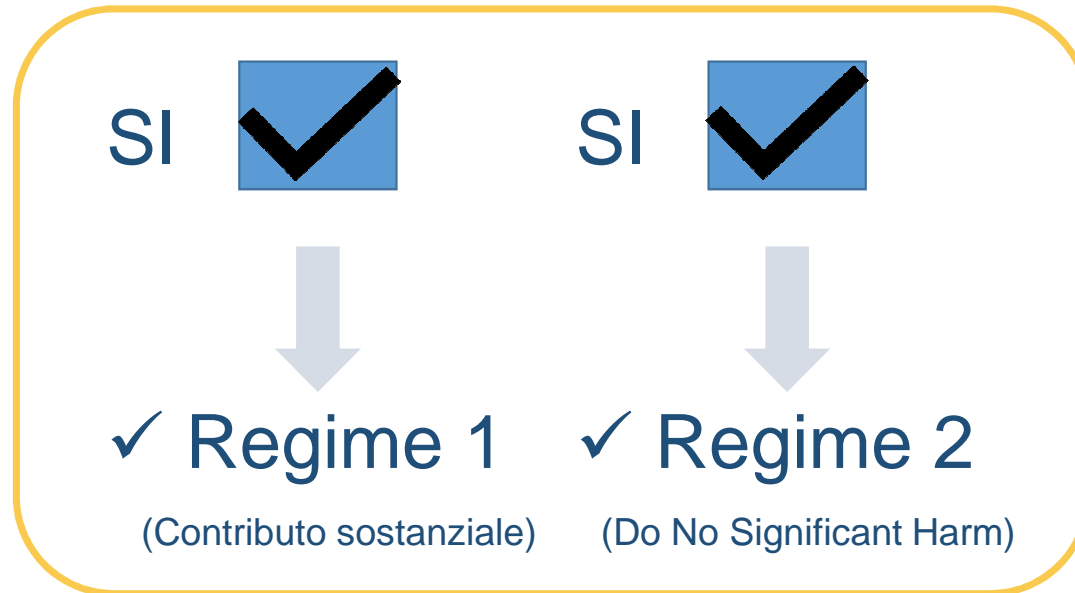 SI SI
✓ Regime 1 ✓ Regime 2
(Contributo sostanziale) (Do No Significant Harm)